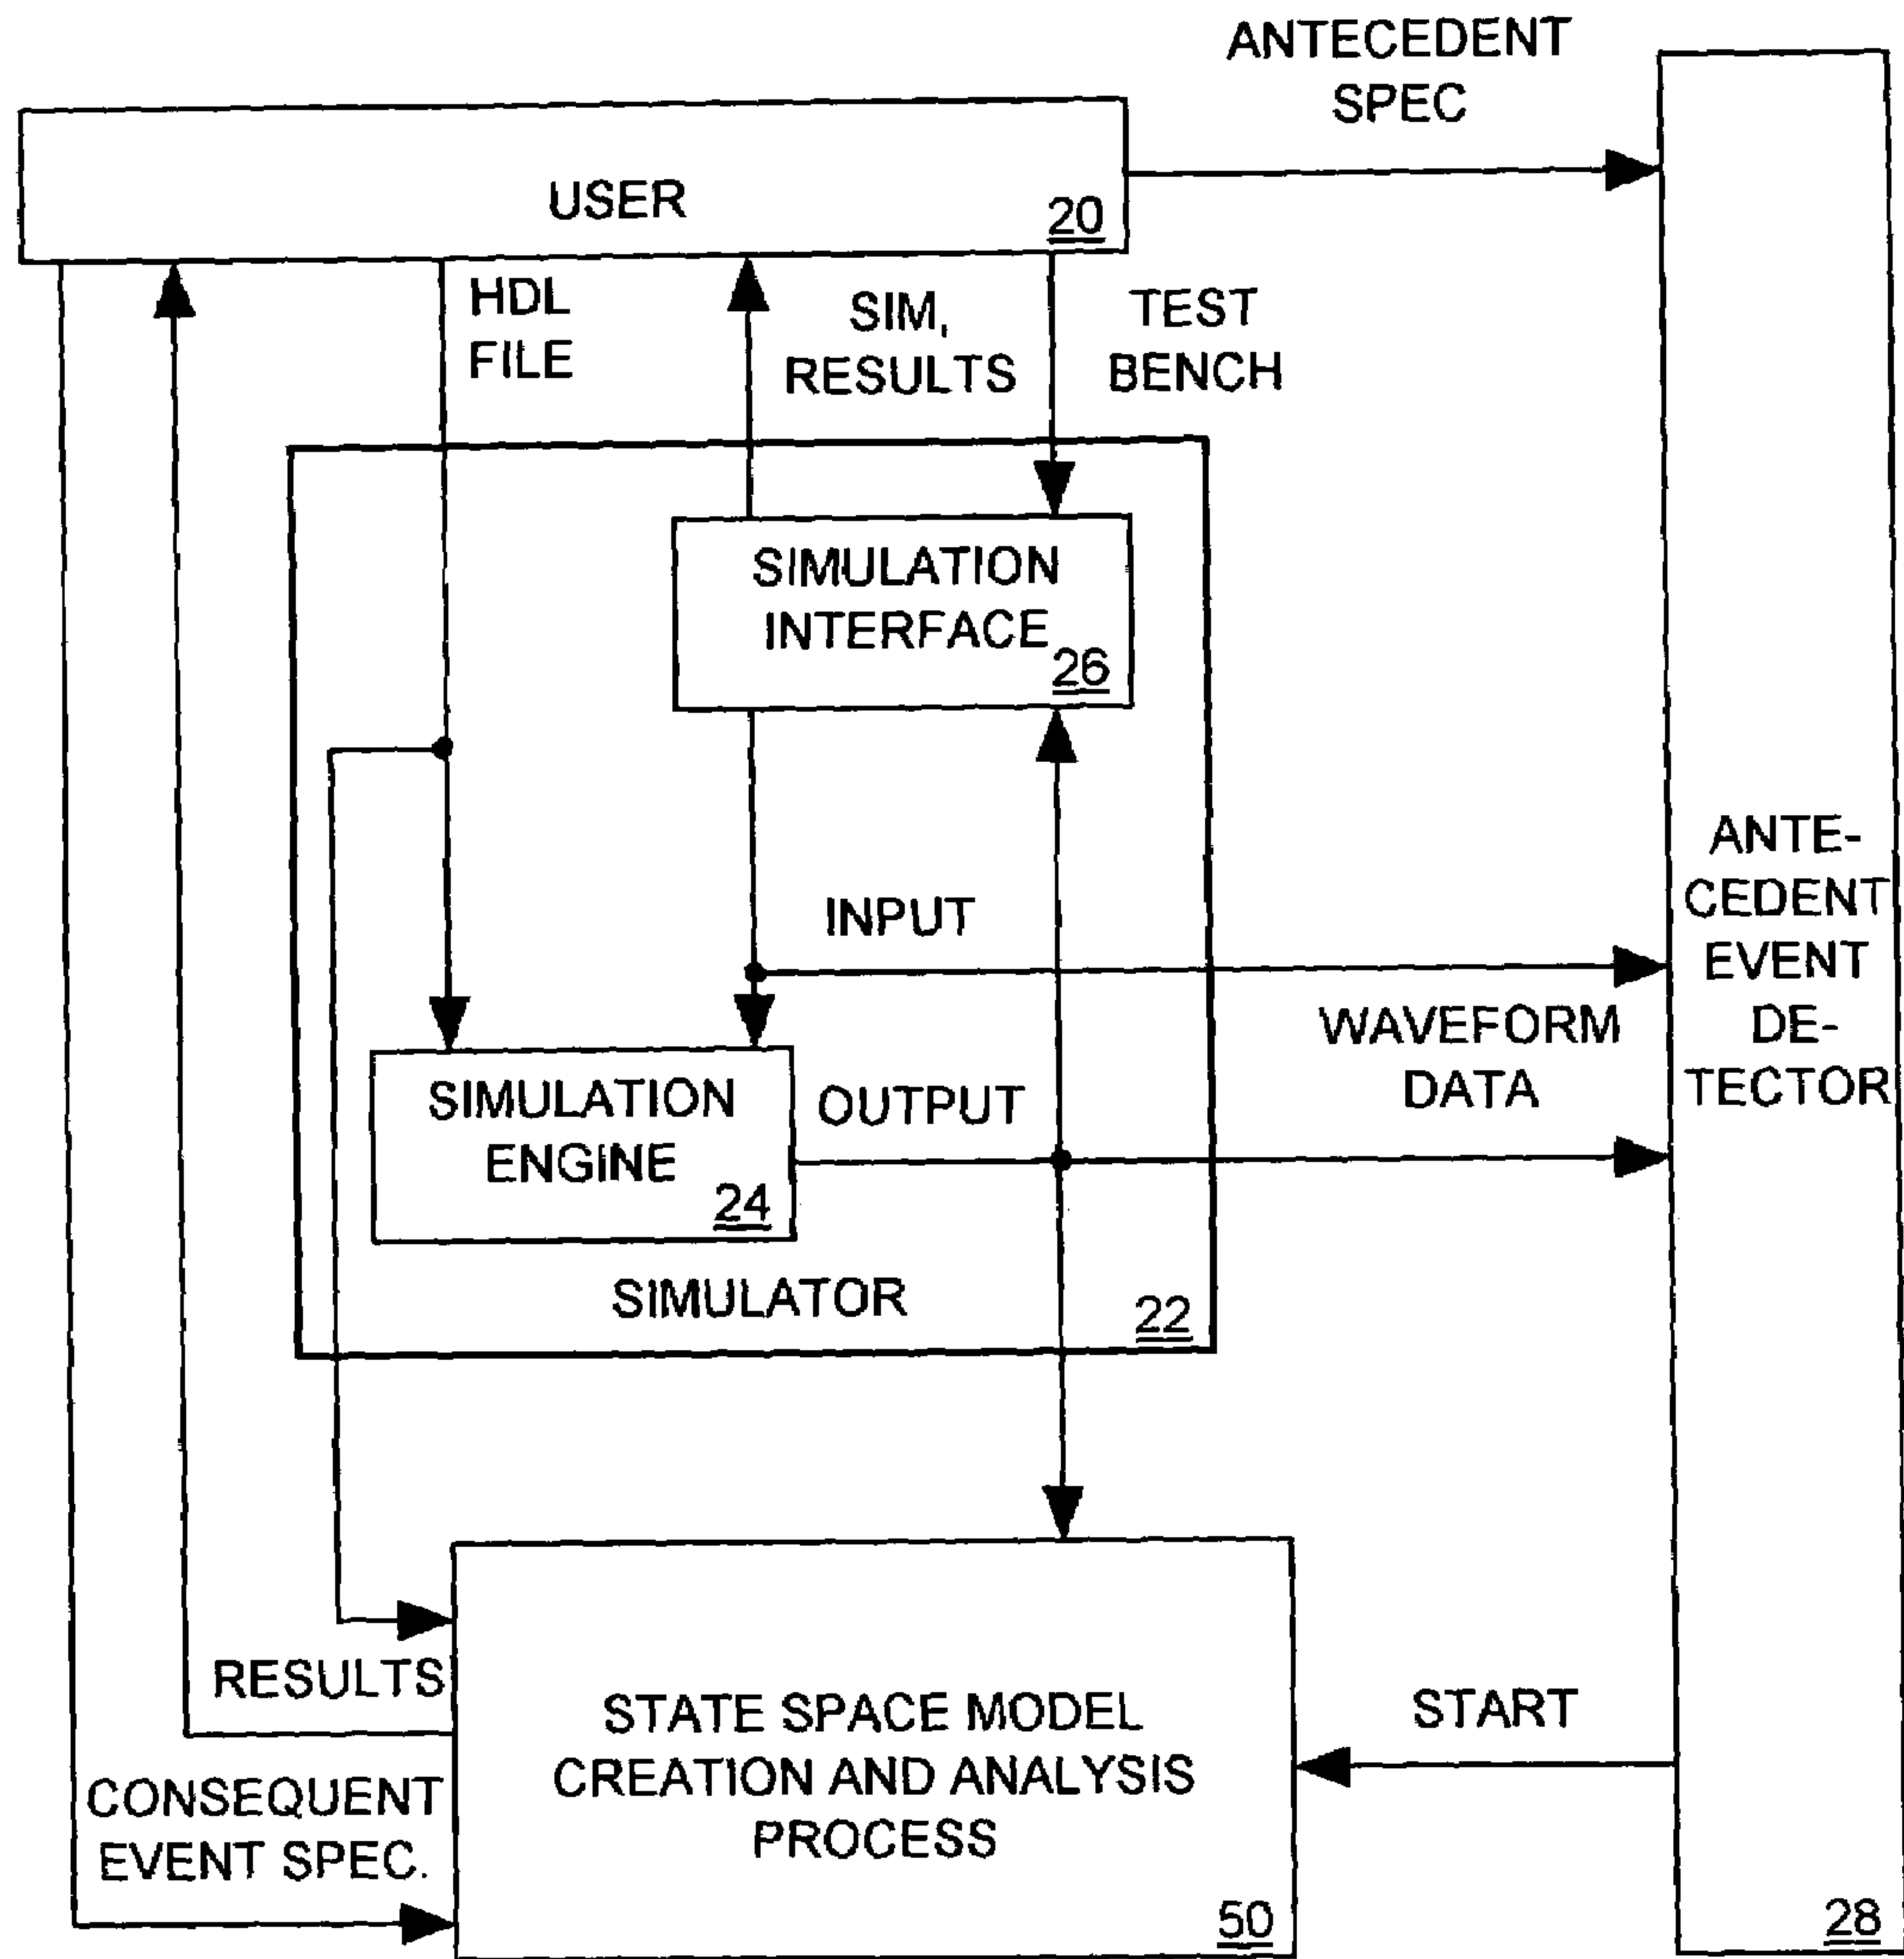 ANTECEDENT
SPEC
USER
20
HDL
FILE
SIM,
RESULTS
TEST
BENCH
SIMULATION
INTERFACE
26
INPUT
ANTE-
CEDENT
EVENT
DE-
TECTOR
WAVEFORM
DATA
SIMULATION
ENGINE
24
OUTPUT
SIMULATOR
22
RESULTS
STATE SPACE MODEL
CREATION AND ANALYSIS
PROCESS
50
START
CONSEQUENT
EVENT SPEC.
28